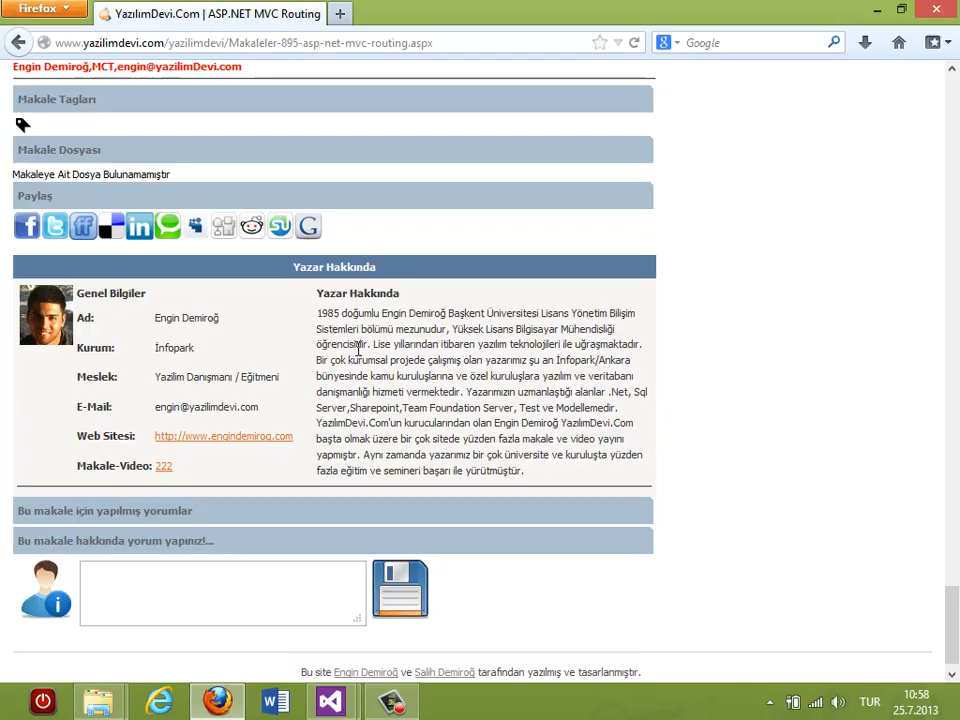 Firefox
YazılımDevi.Com | ASP.NET MVC Routing
www.yazilimdevi.com/yazilimdevi/Makaleler-895-asp-net-mvc-routing.aspx
Google
Engin Demiroğ,MCT,engin@yazilimDevi.com
Makale Tagları
Makale Dosyası
Makaleye Ait Dosya Bulunamamıştır
Paylaş
Yazar Hakkında
Genel Bilgiler
Ad: Engin Demiroğ
Kurum: İnfopark
Meslek: Yazilim Danışmanı / Eğitmeni
E-Mail: engin@yazilimdevi.com
Web Sitesi: http://www.engindemirog.com
Makale-Video: 222
Yazar Hakkında
1985 doğumlu Engin Demiroğ Başkent Üniversitesi Lisans Yönetim Bilişim
Sistemleri bölümü mezunudur, Yüksek Lisans Bilgisayar Mühendisliği
öğrencisidir. Lise yıllarından itibaren yazılım teknolojileri ile uğraşmaktadır.
Bir çok kurumsal projede çalışmış olan yazarımız şu an İnfopark/Ankara
bünyesinde kamu kuruluşlarına ve özel kuruluşlara yazılım ve veritabanı
danışmanlığı hizmeti vermektedir. Yazarımızın uzmanlaştığı alanlar .Net, Sql
Server,Sharepoint,Team Foundation Server, Test ve Modellemedir.
YazılımDevi.Com'un kurucularından olan Engin Demiroğ YazılımDevi.Com
başta olmak üzere bir çok sitede yüzden fazla makale ve video yayını
yapmıştır. Aynı zamanda yazarımız bir çok üniversite ve kuruluşta yüzden
fazla eğitim ve semineri başarı ile yürütmüştür.
Bu makale için yapılmış yorumlar
Bu makale hakkında yorum yapınız!...
Bu site Engin Demiroğ ve Salih Demiroğ tarafından yazılmış ve tasarlanmıştır.
TUR
10:58
25.7.2013